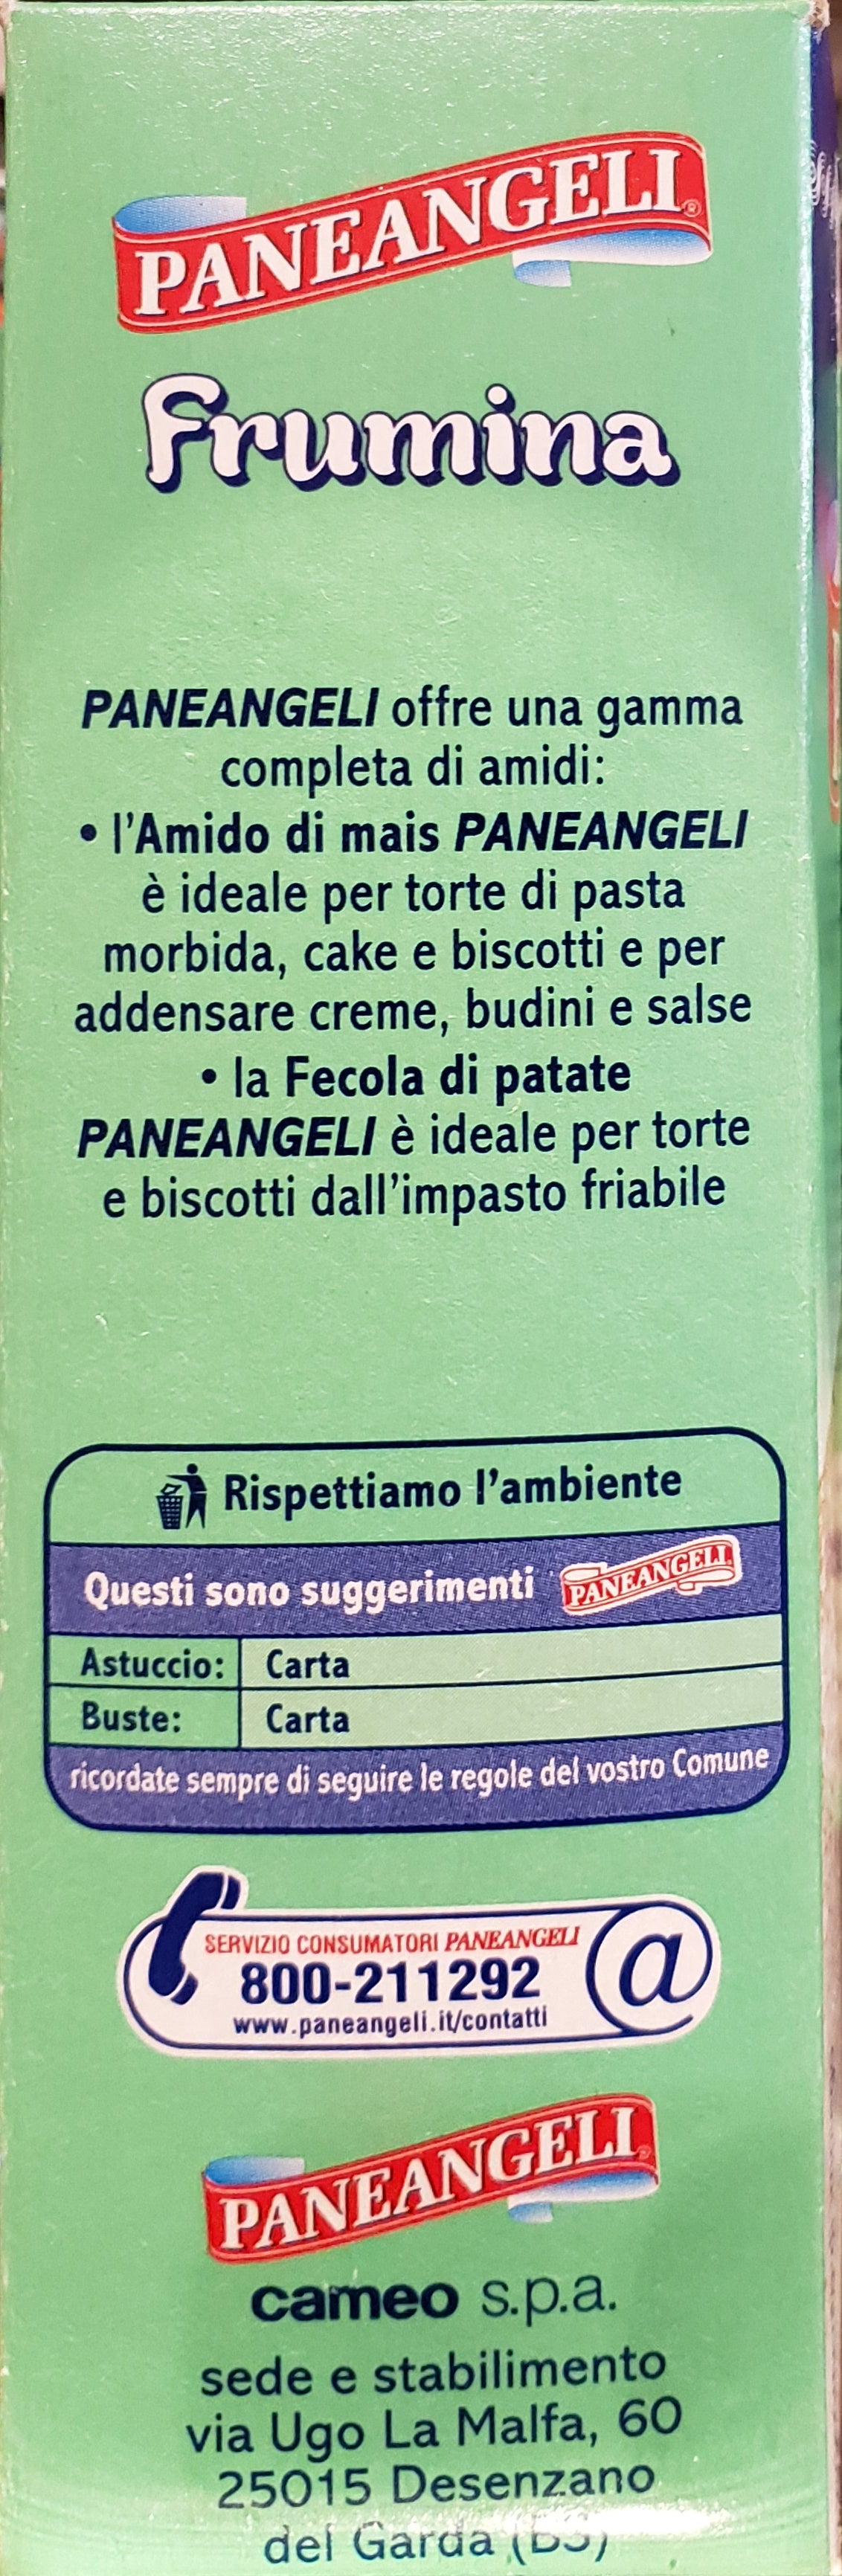 PANEANGELI®
Frumina
PANEANGELI offre una gamma
completa di amidi:
• l'Amido di mais PANEANGELI
è ideale per torte di pasta
morbida, cake e biscotti e per
addensare creme, budini e salse
• la Fecola di patate
PANEANGELI è ideale per torte
e biscotti dall'impasto friabile
Rispettiamo l'ambiente
Questi sono suggerimenti PANEANGELI
Astuccio: Carta
Buste: Carta
ricordate sempre di seguire le regole del vostro Comune
SERVIZIO CONSUMATORI PANEANGELI
800-211292
www.paneangeli.it/contatti
@
PANEANGELI®
cameo s.p.a.
sede e stabilimento
via Ugo La Malfa, 60
25015 Desenzano
del Garda (BS)